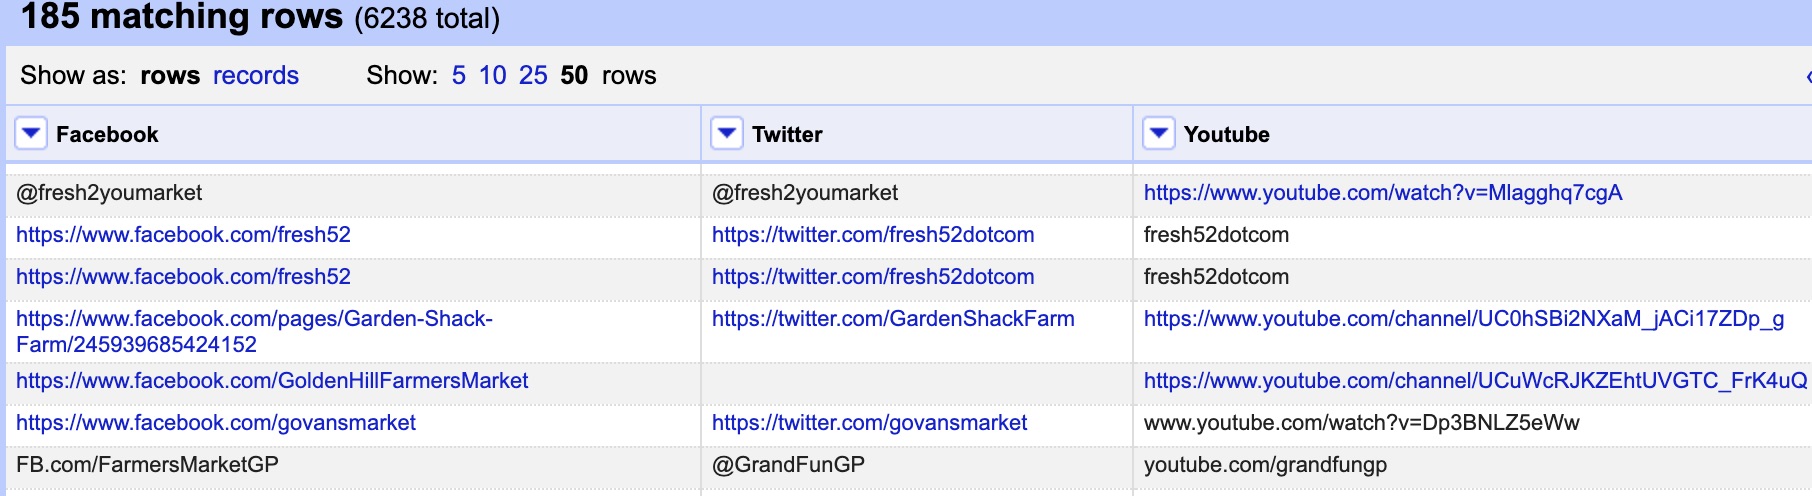 185 matching rows (6238 total)
Show as: rows records Show: 5 10 25 50 rows
Facebook Twitter Youtube
@fresh2youmarket @fresh2youmarket https://www.youtube.com/watch?v=Mlagghq7cgA
https://www.facebook.com/fresh52 https://twitter.com/fresh52dotcom fresh52dotcom
https://www.facebook.com/fresh52 https://twitter.com/fresh52dotcom fresh52dotcom
https://www.facebook.com/pages/Garden-Shack- https://twitter.com/GardenShackFarm https://www.youtube.com/channel/UC0hSBi2NXaM_jACi17ZDp_g
Farm/245939685424152
https://www.facebook.com/GoldenHillFarmersMarket https://www.youtube.com/channel/UCuWcRJKZEhtUVGTC_FrK4uQ
https://www.facebook.com/govansmarket https://twitter.com/govansmarket www.youtube.com/watch?v=Dp3BNLZ5eWw
FB.com/FarmersMarketGP @GrandFunGP youtube.com/grandfungp